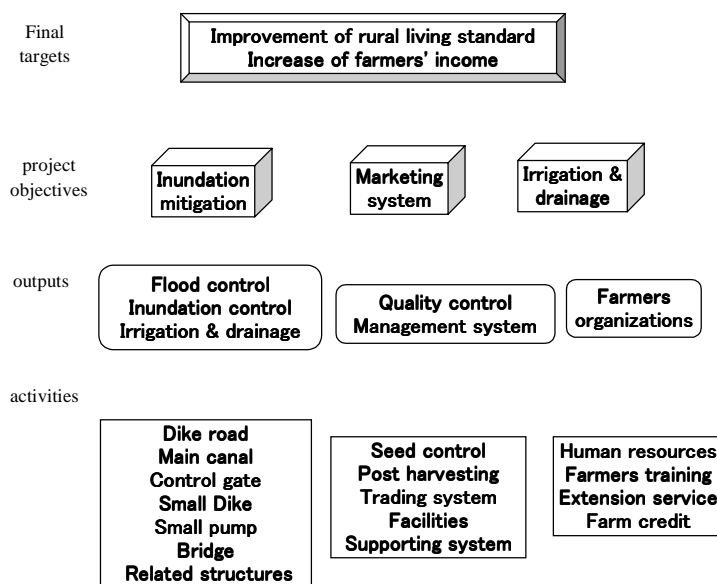 Final
targets
Improvement of rural living standard
Increase of farmers' income
project
objectives
Inundation
mitigation
Marketing
system
Irrigation &
drainage
outputs
Flood control
Inundation control
Irrigation & drainage
Quality control
Management system
Farmers
organizations
activities
Dike road
Main canal
Control gate
Small Dike
Small pump
Bridge
Related structures
Seed control
Post harvesting
Trading system
Facilities
Supporting system
Human resources
Farmers training
Extension service
Farm credit